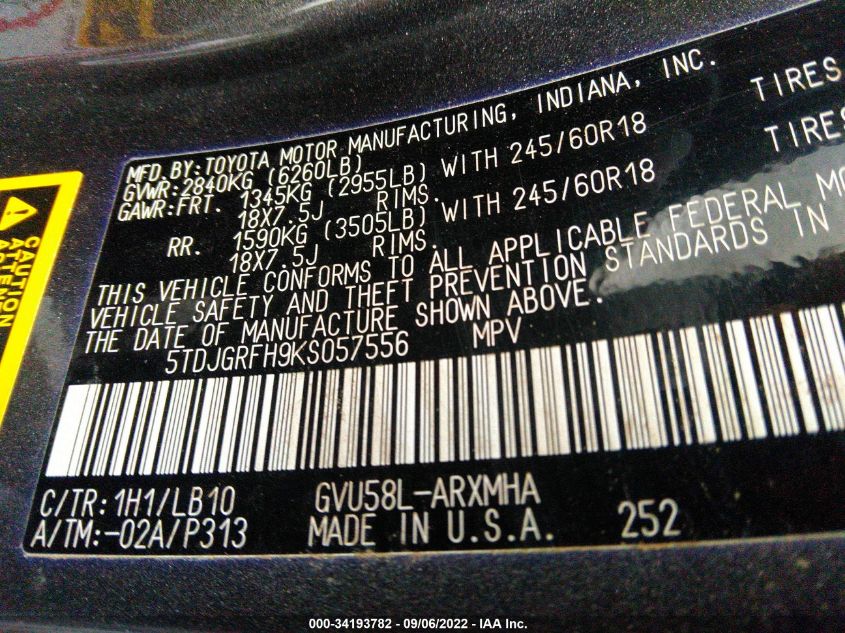 MFD.BY:TOYOTA MOTOR MANUFACTURING, INDIANA, INC.
GVWR:2840KG (6260LB)
GAWR:FRT. 1345KG (2955LB) WITH 245/60R18 TIRES
18X7.5J RIMS.
RR. 1590KG (3505LB) WITH 245/60R18 TIRES
18X7.5J RIMS.
THIS VEHICLE CONFORMS TO ALL APPLICABLE FEDERAL MO
VEHICLE SAFETY AND THEFT PREVENTION STANDARDS IN
THE DATE OF MANUFACTURE SHOWN ABOVE.
5TDJGRFH9KS057556 MPV
C/TR:1H1/LB10 GVU58L-ARXMHA
A/TM:-02A/P313 MADE IN U.S.A. 252
CAUTION
ATTENTION
000-34193782 - 09/06/2022 - IAA Inc.